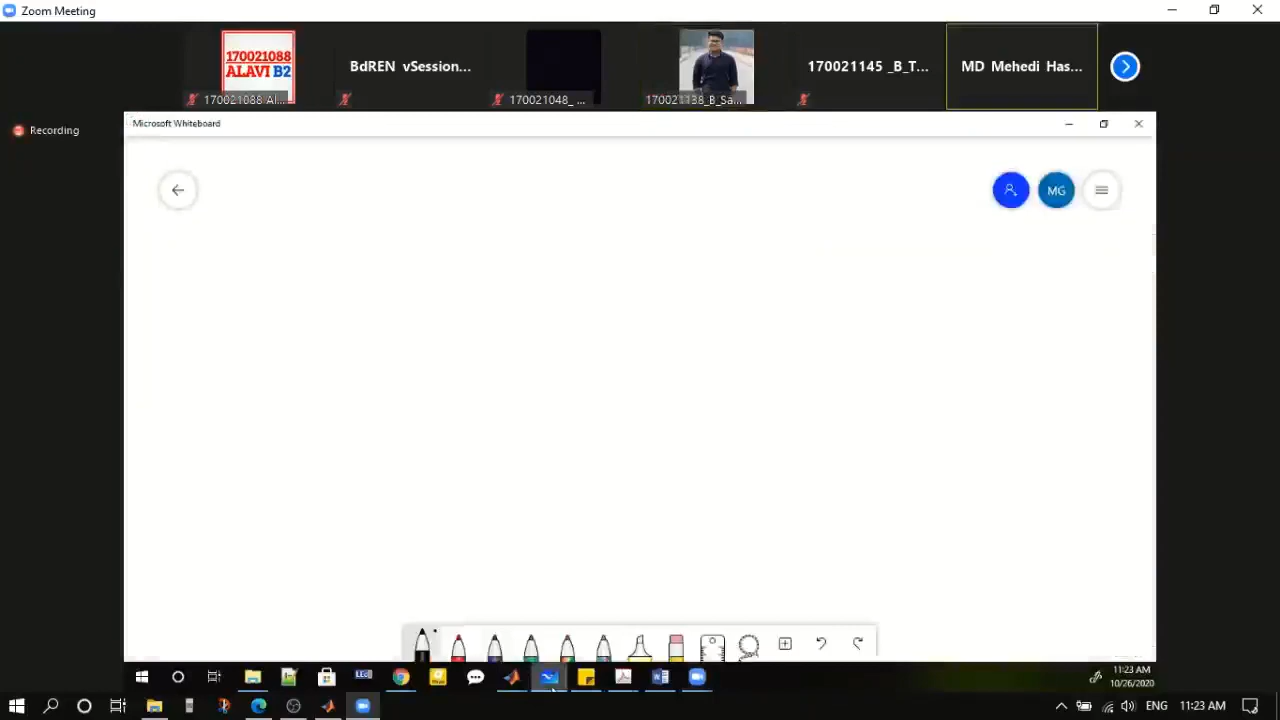 Zoom Meeting
170021088
ALAVI B2
170021088 Al...
BdREN vSession...
170021048_ ...
170021138_B_Sa...
170021145 _B_T...
MD Mehedi Has...
Recording
Microsoft Whiteboard
MG
11:23 AM
10/26/2020
ENG
11:23 AM